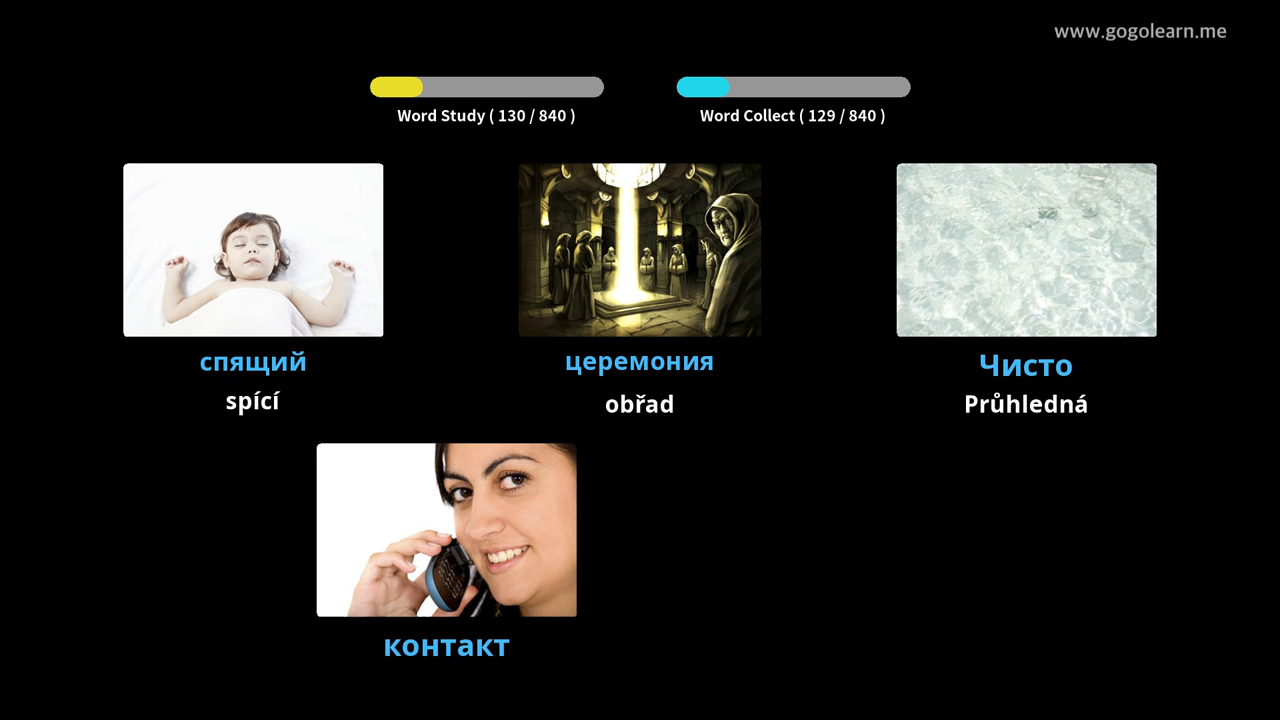 www.gogolearn.me
Word Study ( 130 / 840 )
Word Collect ( 129 / 840 )
спящий
spící
церемония
obřad
Чисто
Průhledná
контакт